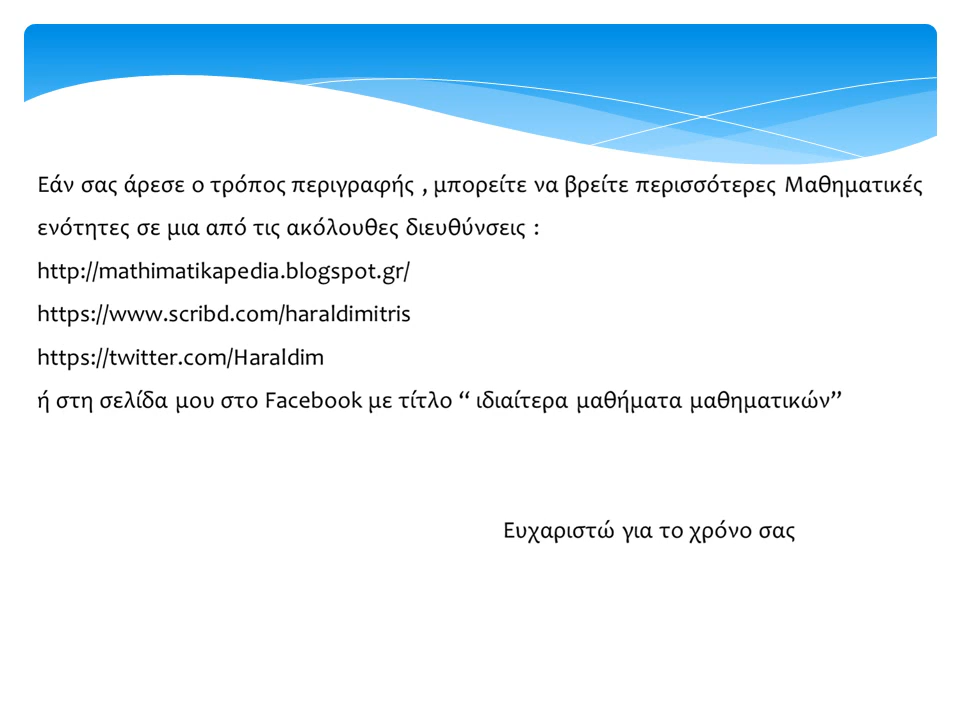 Εάν σας άρεσε ο τρόπος περιγραφής , μπορείτε να βρείτε περισσότερες Μαθηματικές
ενότητες σε μια από τις ακόλουθες διευθύνσεις :
http://mathimatikapedia.blogspot.gr/
https://www.scribd.com/haraldimitris
https://twitter.com/Haraldim
ή στη σελίδα μου στο Facebook με τίτλο “ ιδιαίτερα μαθήματα μαθηματικών”
Ευχαριστώ για το χρόνο σας